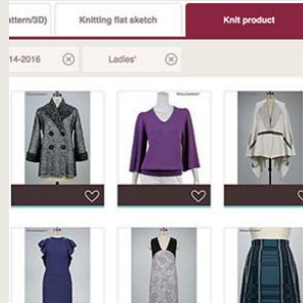 attern/3D)
Knitting flat sketch
Knit product
14-2016
Ladies'